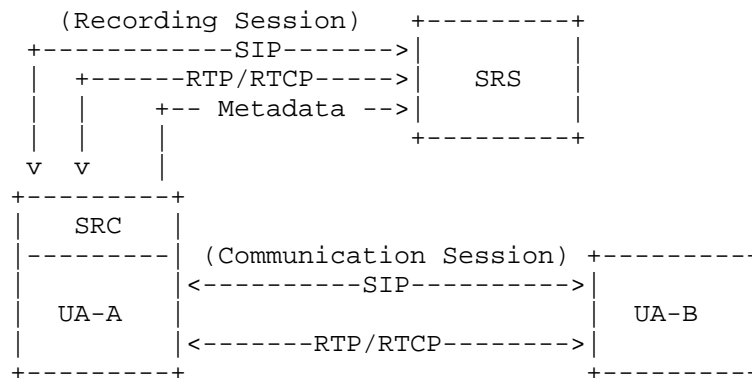 (Recording Session)
SIP
RTP/RTCP
SRS
Metadata
SRC
(Communication Session)
SIP
UA-A
UA-B
RTP/RTCP